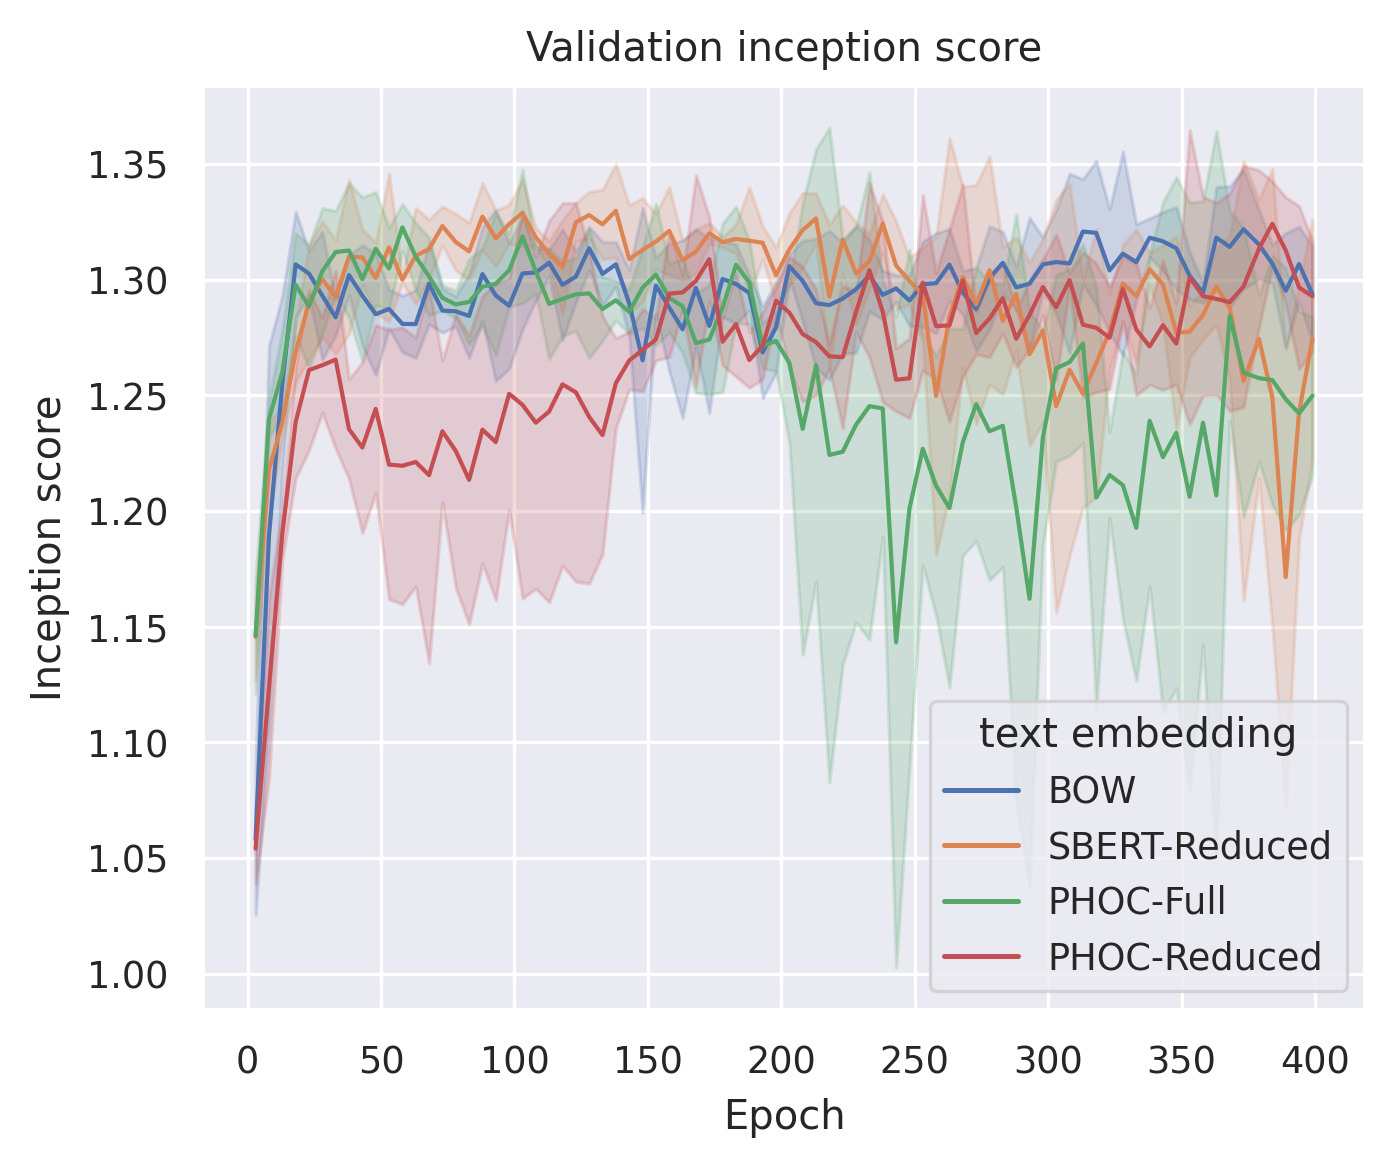 Validation inception score
Inception score
1.35
1.30
1.25
1.20
1.15
1.10
1.05
1.00
text embedding
BOW
SBERT-Reduced
PHOC-Full
PHOC-Reduced
0 50 100 150 200 250 300 350 400
Epoch